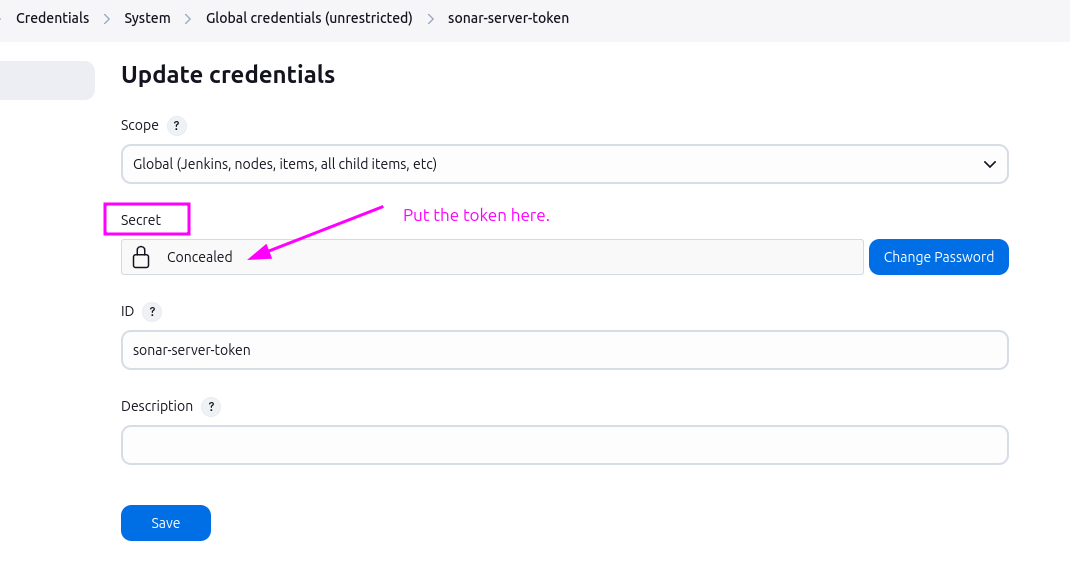 Credentials > System > Global credentials (unrestricted) > sonar-server-token
Update credentials
Scope ?
Global (Jenkins, nodes, items, all child items, etc)
Secret
Put the token here.
Concealed
Change Password
ID ?
sonar-server-token
Description ?
Save